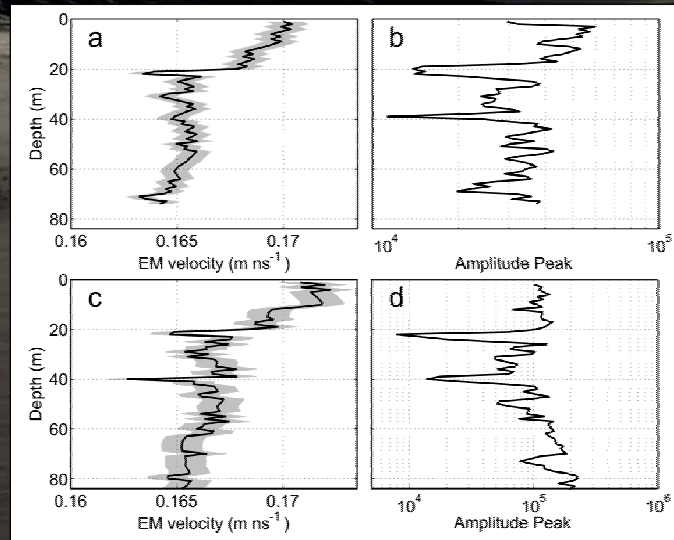 a
b
0
20
40
60
80
Depth (m)
0.16 0.165 0.17
EM velocity (m ns⁻¹)
10⁴ 10⁵
Amplitude Peak
c
d
0
20
40
60
80
Depth (m)
0.16 0.165 0.17
EM velocity (m ns⁻¹)
10⁴ 10⁵ 10⁶
Amplitude Peak